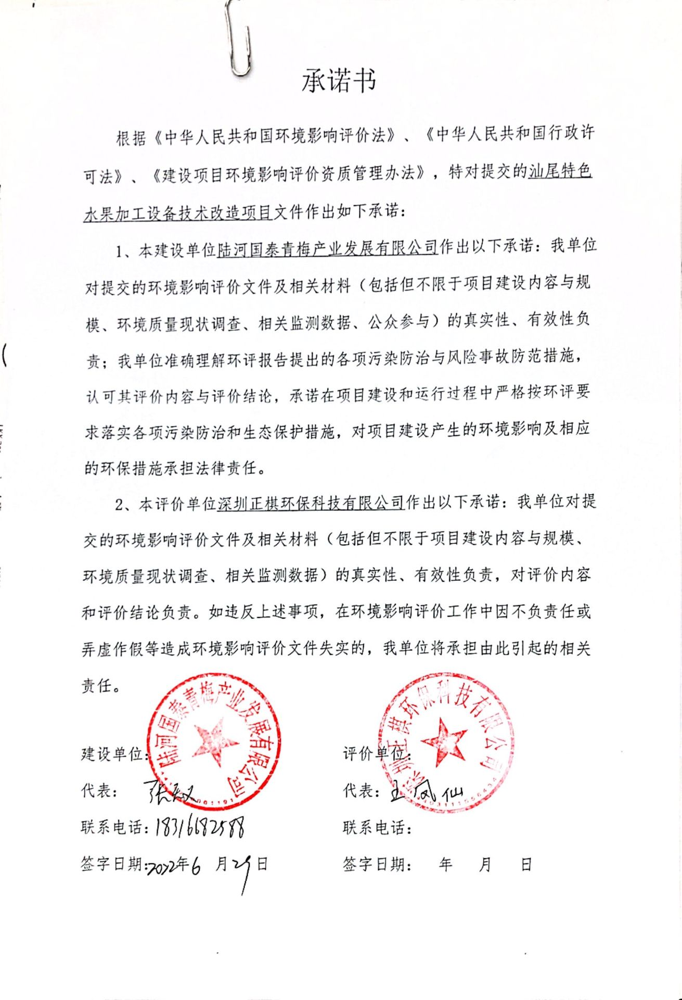 承诺书
根据《中华人民共和国环境影响评价法》、《中华人民共和国行政许
可法》、《建设项目环境影响评价资质管理办法》，特对提交的汕尾特色
水果加工设备技术改造项目文件作出如下承诺：
1、本建设单位陆河国泰青梅产业发展有限公司作出以下承诺：我单位
对提交的环境影响评价文件及相关材料（包括但不限于项目建设内容与规
模、环境质量现状调查、相关监测数据、公众参与）的真实性、有效性负
责；我单位准确理解环评报告提出的各项污染防治与风险事故防范措施，
认可其评价内容与评价结论，承诺在项目建设和运行过程中严格按环评要
求落实各项污染防治和生态保护措施，对项目建设产生的环境影响及相应
的环保措施承担法律责任。
2、本评价单位深圳正棋环保科技有限公司作出以下承诺：我单位对提
交的环境影响评价文件及相关材料（包括但不限于项目建设内容与规模、
环境质量现状调查、相关监测数据）的真实性、有效性负责，对评价内容
和评价结论负责。如违反上述事项，在环境影响评价工作中因不负责任或
弄虚作假等造成环境影响评价文件失实的，我单位将承担由此引起的相关
责任。
陆河国泰青梅产业发展有限公司
深圳正棋环保科技有限公司
建设单位： 评价单位：
代表： 张 代表：王凤仙
联系电话：18316682588 联系电话：
签字日期：2022年6月29日 签字日期： 年 月 日